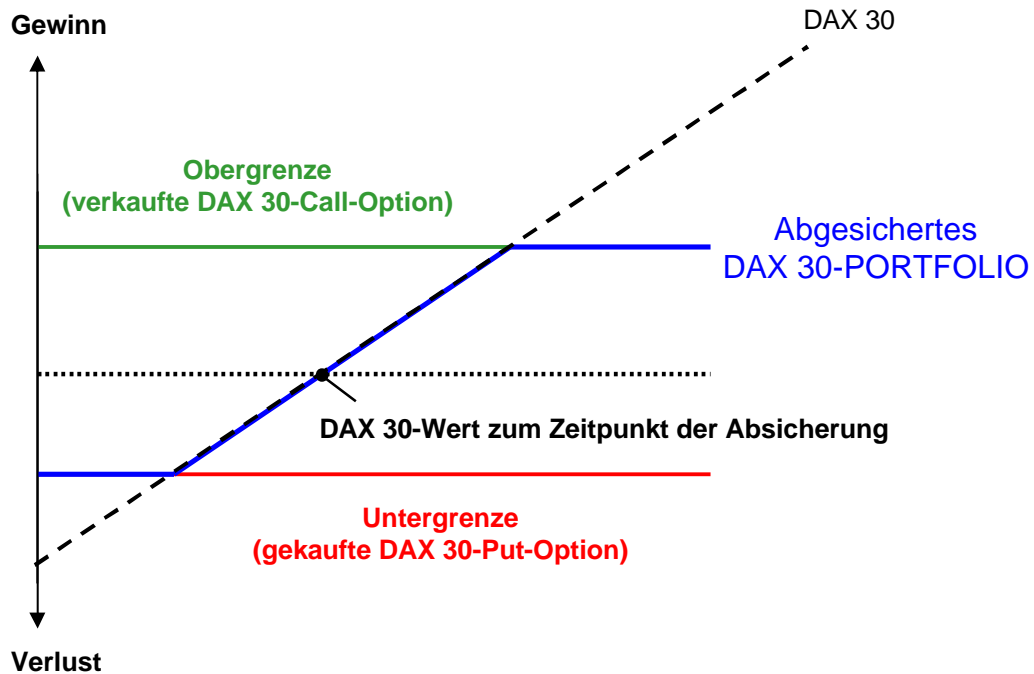 Gewinn
DAX 30
Obergrenze
(verkaufte DAX 30-Call-Option)
Abgesichertes
DAX 30-PORTFOLIO
DAX 30-Wert zum Zeitpunkt der Absicherung
Untergrenze
(gekaufte DAX 30-Put-Option)
Verlust